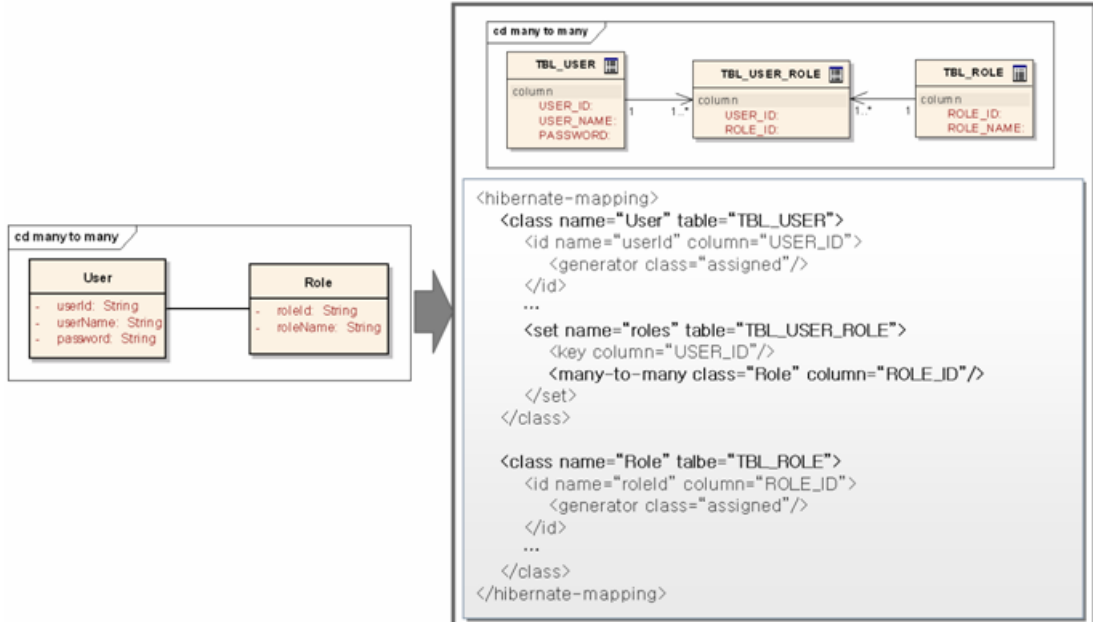 cd many to many
User
- userId: String
- userName: String
- password: String
Role
- roleId: String
- roleName: String
cd many to many
TBL_USER
column
USER_ID:
USER_NAME:
PASSWORD:
1
1..*
TBL_USER_ROLE
column
USER_ID:
ROLE_ID:
1..*
1
TBL_ROLE
column
ROLE_ID:
ROLE_NAME:
<hibernate-mapping>
<class name="User" table="TBL_USER">
<id name="userId" column="USER_ID">
<generator class="assigned"/>
</id>
...
<set name="roles" table="TBL_USER_ROLE">
<key column="USER_ID"/>
<many-to-many class="Role" column="ROLE_ID"/>
</set>
</class>
<class name="Role" talbe="TBL_ROLE">
<id name="roleId" column="ROLE_ID">
<generator class="assigned"/>
</id>
...
</class>
</hibernate-mapping>